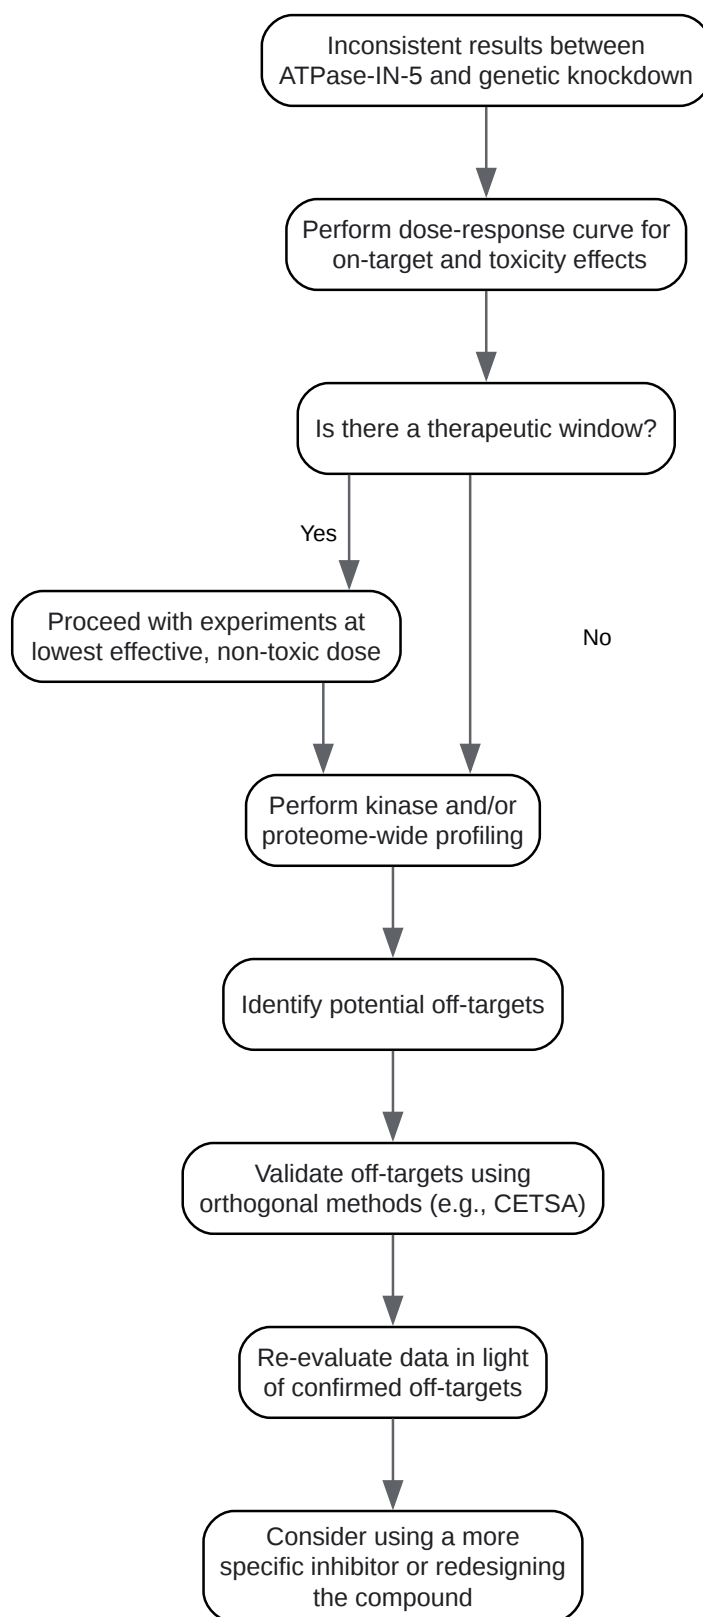 Inconsistent results between
ATPase-IN-5 and genetic knockdown
Perform dose-response curve for
on-target and toxicity effects
Is there a therapeutic window?
Yes
Proceed with experiments at
lowest effective, non-toxic dose
No
Perform kinase and/or
proteome-wide profiling
Identify potential off-targets
Validate off-targets using
orthogonal methods (e.g., CETSA)
Re-evaluate data in light
of confirmed off-targets
Consider using a more
specific inhibitor or redesigning
the compound